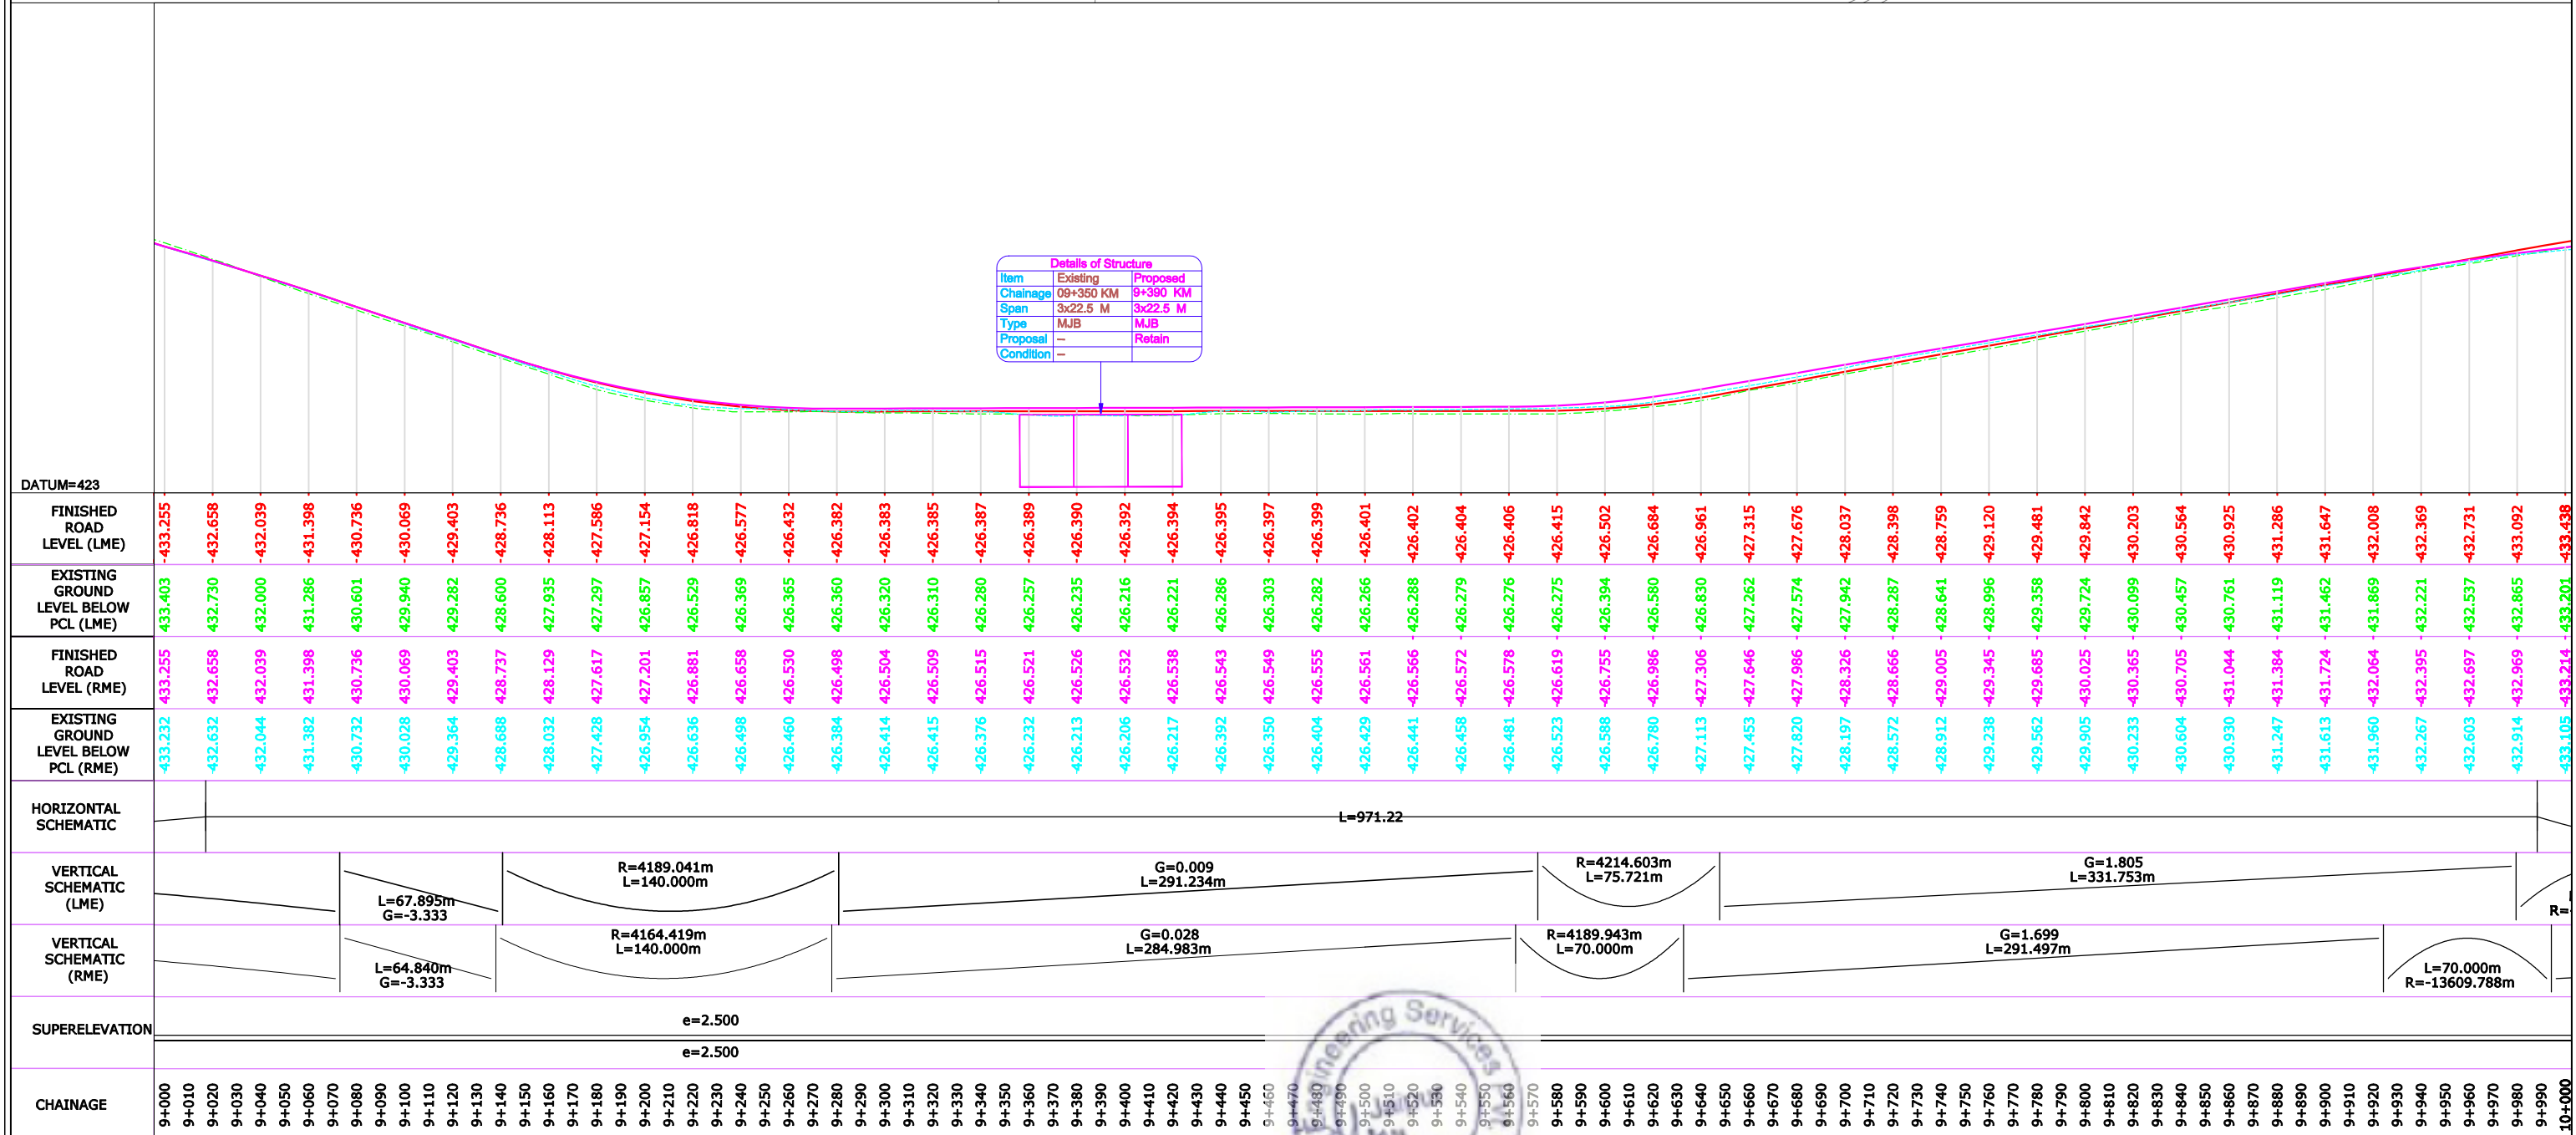 Details of Structure
Item Existing Proposed
Chainage 09+350 KM 9+390 KM
Span 3x22.5 M 3x22.5 M
Type MJB MJB
Proposal -- Retain
Condition --
DATUM=423
FINISHED
ROAD
LEVEL (LME)
433.255 432.658 432.039 431.398 430.736 430.069 429.403 428.736 428.113 427.586 427.154 426.818 426.577 426.432 426.382 426.383 426.385 426.387 426.389 426.390 426.392 426.394 426.395 426.397 426.399 426.401 426.402 426.404 426.406 426.415 426.502 426.684 426.961 427.315 427.676 428.037 428.398 428.759 429.120 429.481 429.842 430.203 430.564 430.925 431.286 431.647 432.008 432.369 432.731 433.092 433.438
EXISTING
GROUND
LEVEL BELOW
PCL (LME)
433.403 432.730 432.000 431.286 430.601 429.940 429.282 428.600 427.935 427.297 426.857 426.529 426.369 426.365 426.360 426.320 426.310 426.280 426.257 426.235 426.216 426.221 426.286 426.303 426.282 426.266 426.288 426.279 426.276 426.275 426.394 426.580 426.830 427.262 427.574 427.942 428.287 428.641 428.996 429.358 429.724 430.099 430.457 430.761 431.119 431.462 431.869 432.221 432.537 432.865 433.201
FINISHED
ROAD
LEVEL (RME)
433.255 432.658 432.039 431.398 430.736 430.069 429.403 428.737 428.129 427.617 427.201 426.881 426.658 426.530 426.498 426.504 426.509 426.515 426.521 426.526 426.532 426.538 426.543 426.549 426.555 426.561 426.566 426.572 426.578 426.619 426.755 426.986 427.306 427.646 427.986 428.326 428.666 429.005 429.345 429.685 430.025 430.365 430.705 431.044 431.384 431.724 432.064 432.395 432.697 432.969 433.214
EXISTING
GROUND
LEVEL BELOW
PCL (RME)
433.232 432.632 432.044 431.382 430.732 430.028 429.364 428.688 428.032 427.428 426.954 426.636 426.498 426.460 426.384 426.414 426.415 426.376 426.232 426.213 426.206 426.217 426.392 426.350 426.404 426.429 426.441 426.458 426.481 426.523 426.588 426.780 427.113 427.453 427.820 428.197 428.572 428.912 429.238 429.562 429.905 430.233 430.604 430.930 431.247 431.613 431.960 432.267 432.603 432.914 433.105
HORIZONTAL
SCHEMATIC
L=971.22
VERTICAL
SCHEMATIC
(LME)
L=67.895m
G=-3.333
R=4189.041m
L=140.000m
G=0.009
L=291.234m
R=4214.603m
L=75.721m
G=1.805
L=331.753m
R=
VERTICAL
SCHEMATIC
(RME)
L=64.840m
G=-3.333
R=4164.419m
L=140.000m
G=0.028
L=284.983m
R=4189.943m
L=70.000m
G=1.699
L=291.497m
L=70.000m
R=-13609.788m
SUPERELEVATION
e=2.500
e=2.500
Engineering Services
CHAINAGE
9+000 9+010 9+020 9+030 9+040 9+050 9+060 9+070 9+080 9+090 9+100 9+110 9+120 9+130 9+140 9+150 9+160 9+170 9+180 9+190 9+200 9+210 9+220 9+230 9+240 9+250 9+260 9+270 9+280 9+290 9+300 9+310 9+320 9+330 9+340 9+350 9+360 9+370 9+380 9+390 9+400 9+410 9+420 9+430 9+440 9+450 9+460 9+470 9+480 9+490 9+500 9+510 9+520 9+530 9+540 9+550 9+560 9+570 9+580 9+590 9+600 9+610 9+620 9+630 9+640 9+650 9+660 9+670 9+680 9+690 9+700 9+710 9+720 9+730 9+740 9+750 9+760 9+770 9+780 9+790 9+800 9+810 9+820 9+830 9+840 9+850 9+860 9+870 9+880 9+890 9+900 9+910 9+920 9+930 9+940 9+950 9+960 9+970 9+980 9+990 10+000